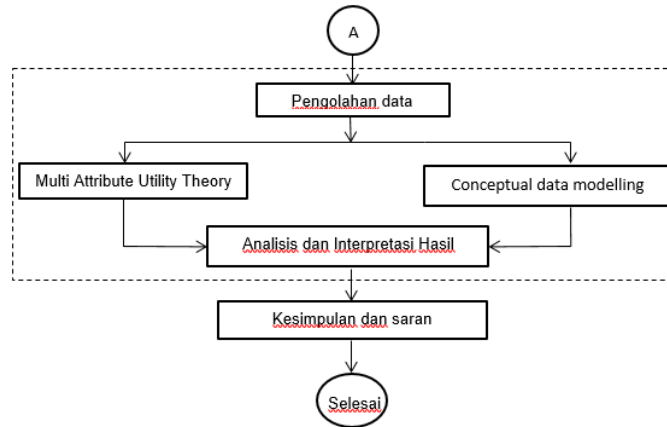 A
Pengolahan data
Multi Attribute Utility Theory
Conceptual data modelling
Analisis dan Interpretasi Hasil
Kesimpulan dan saran
Selesai